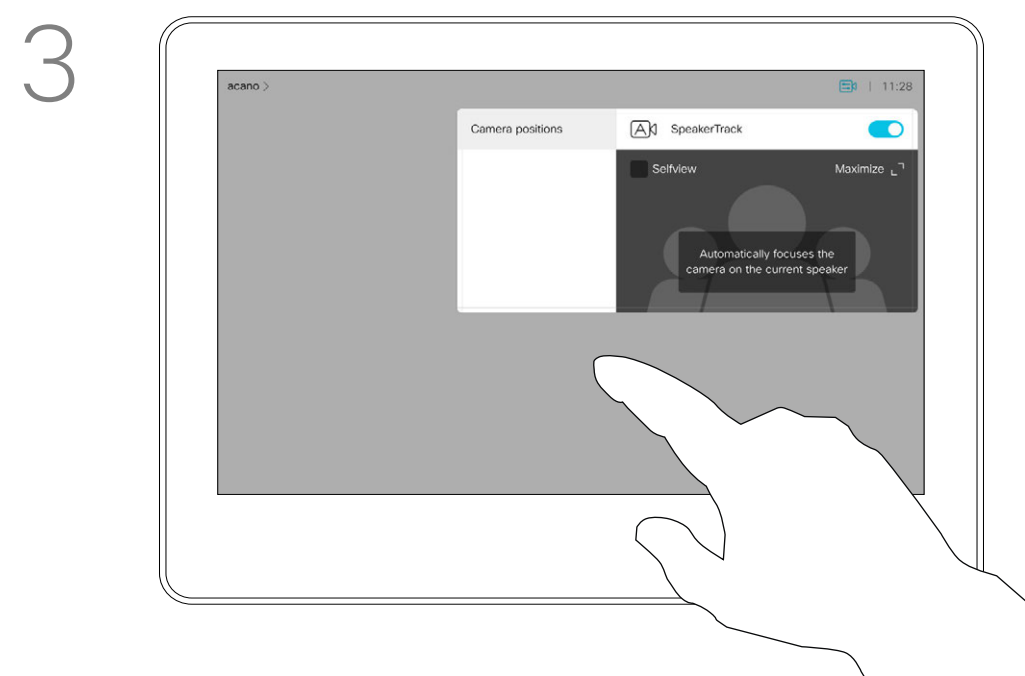 3
acano >
| 11:28
Camera positions
A SpeakerTrack
Selfview
Maximize
Automatically focuses the
camera on the current speaker